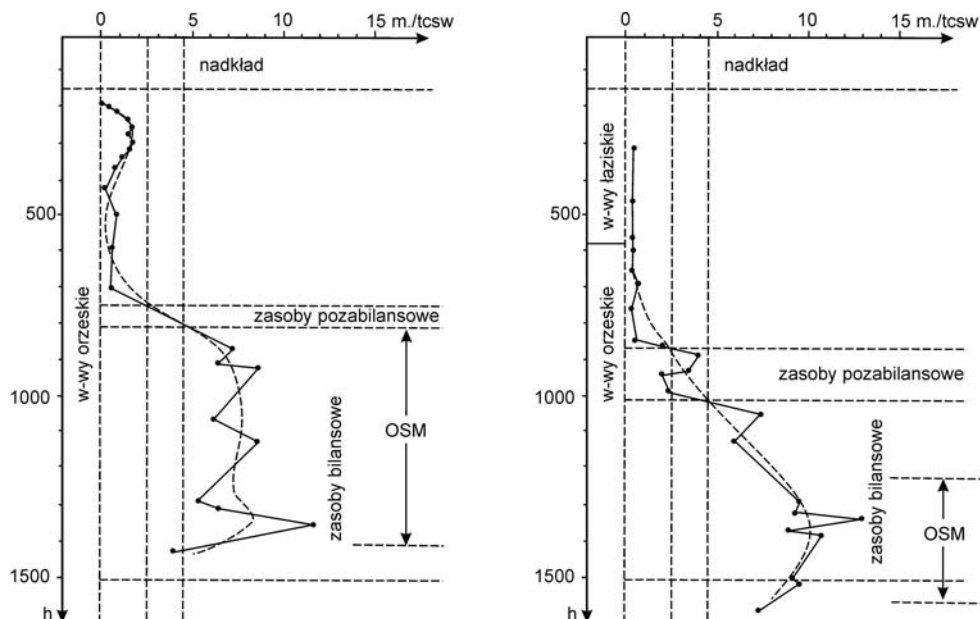 0 5 10 15 m./tcsw
nadkład
500
w-wy orzeskie
zasoby pozabilansowe
1000
OSM
zasoby bilansowe
1500
h
0 5 10 15 m./tcsw
nadkład
w-wy łaziskie
500
w-wy orzeskie
zasoby pozabilansowe
1000
zasoby bilansowe
OSM
1500
h